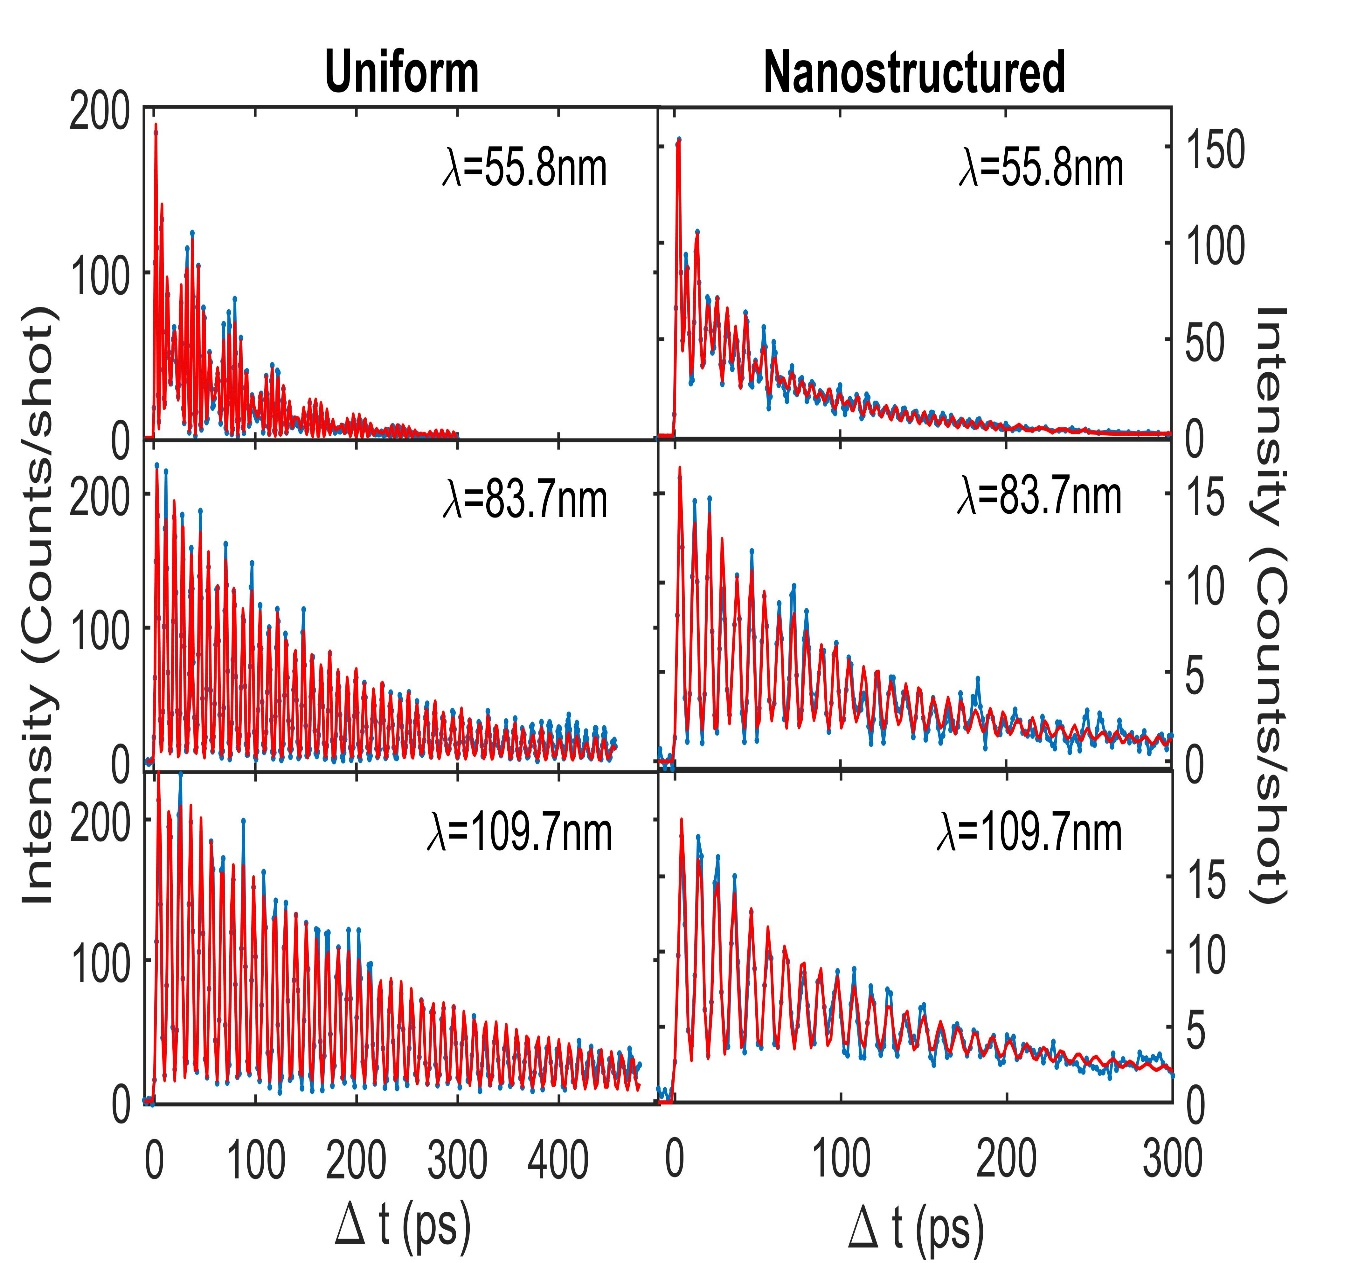 Uniform
Nanostructured
200
100
0
λ=55.8nm
λ=55.8nm
150
100
50
0
200
100
0
λ=83.7nm
λ=83.7nm
15
10
5
0
200
100
0
λ=109.7nm
λ=109.7nm
15
10
5
0
Intensity (Counts/shot)
Intensity (Counts/shot)
0 100 200 300 400
0 100 200 300
Δ t (ps)
Δ t (ps)